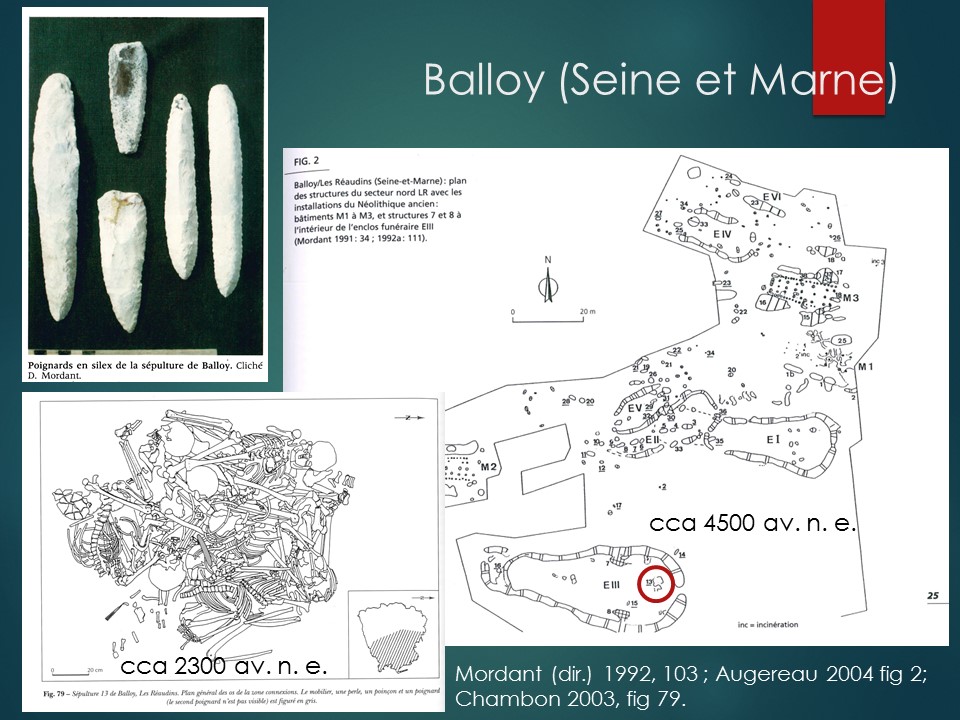 Balloy (Seine et Marne)
Poignards en silex de la sépulture de Balloy. Cliché
D. Mordant.
FIG. 2
Balloy/Les Réaudins (Seine-et-Marne) : plan
des structures du secteur nord LR avec les
installations du Néolithique ancien :
bâtiments M1 à M3, et structures 7 et 8 à
l'intérieur de l'enclos funéraire EIII
(Mordant 1991 : 34 ; 1992a : 111).
N
0 20 m
E VI
E IV
M3
M1
E V
E II
E I
M2
cca 4500 av. n. e.
E III
25
inc = incinération
cca 2300 av. n. e.
0 20 cm
Fig. 79 – Sépulture 13 de Balloy, Les Réaudins. Plan général des os de la zone connexions. Le mobilier, une perle, un poinçon et un poignard
(le second poignard n'est pas visible) est figuré en gris.
Mordant (dir.) 1992, 103 ; Augereau 2004 fig 2;
Chambon 2003, fig 79.